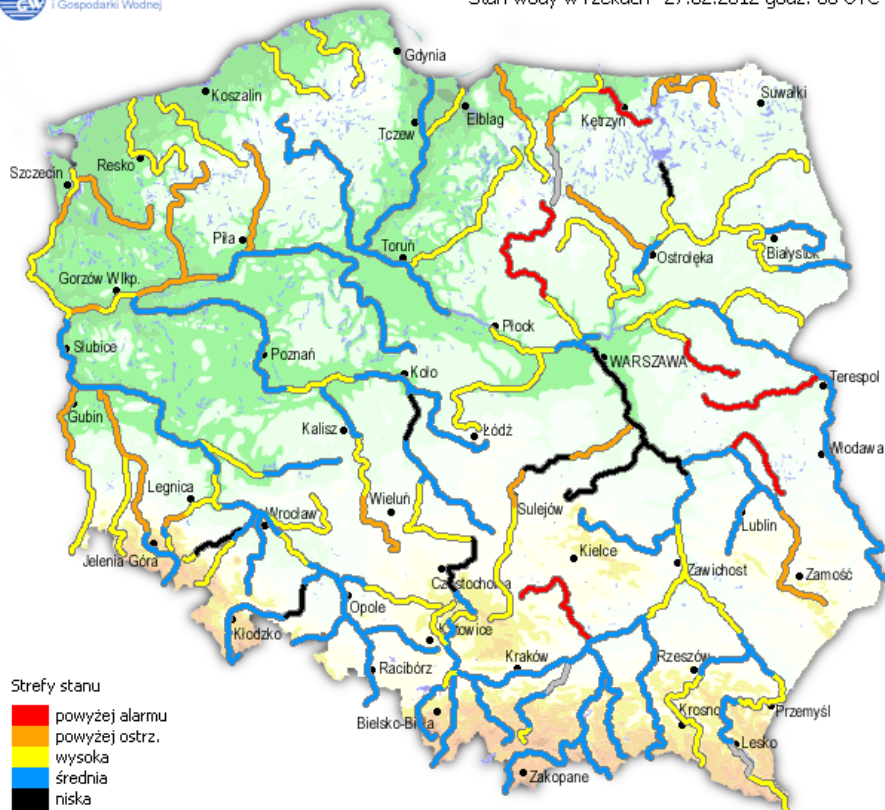 i Gospodarki Wodnej
Gdynia
Koszalin
Suwałki
Elbląg
Kętrzyn
Tczew
Resko
Szczecin
Piła
Białystok
Toruń
Ostrołęka
Gorzów Wlkp.
Płock
Słubice
Poznań
WARSZAWA
Koło
Terespol
Gubin
Kalisz
Łódź
Włodawa
Legnica
Wieluń
Sulejów
Wrocław
Lublin
Jelenia Góra
Kielce
Częstochowa
Zawichost
Zamość
Opole
Kłodzko
Katowice
Racibórz
Kraków
Rzeszów
Strefy stanu
powyżej alarmu
Bielsko-Biała
Krosno
Przemyśl
powyżej ostrz.
Lesko
wysoka
Zakopane
średnia
niska